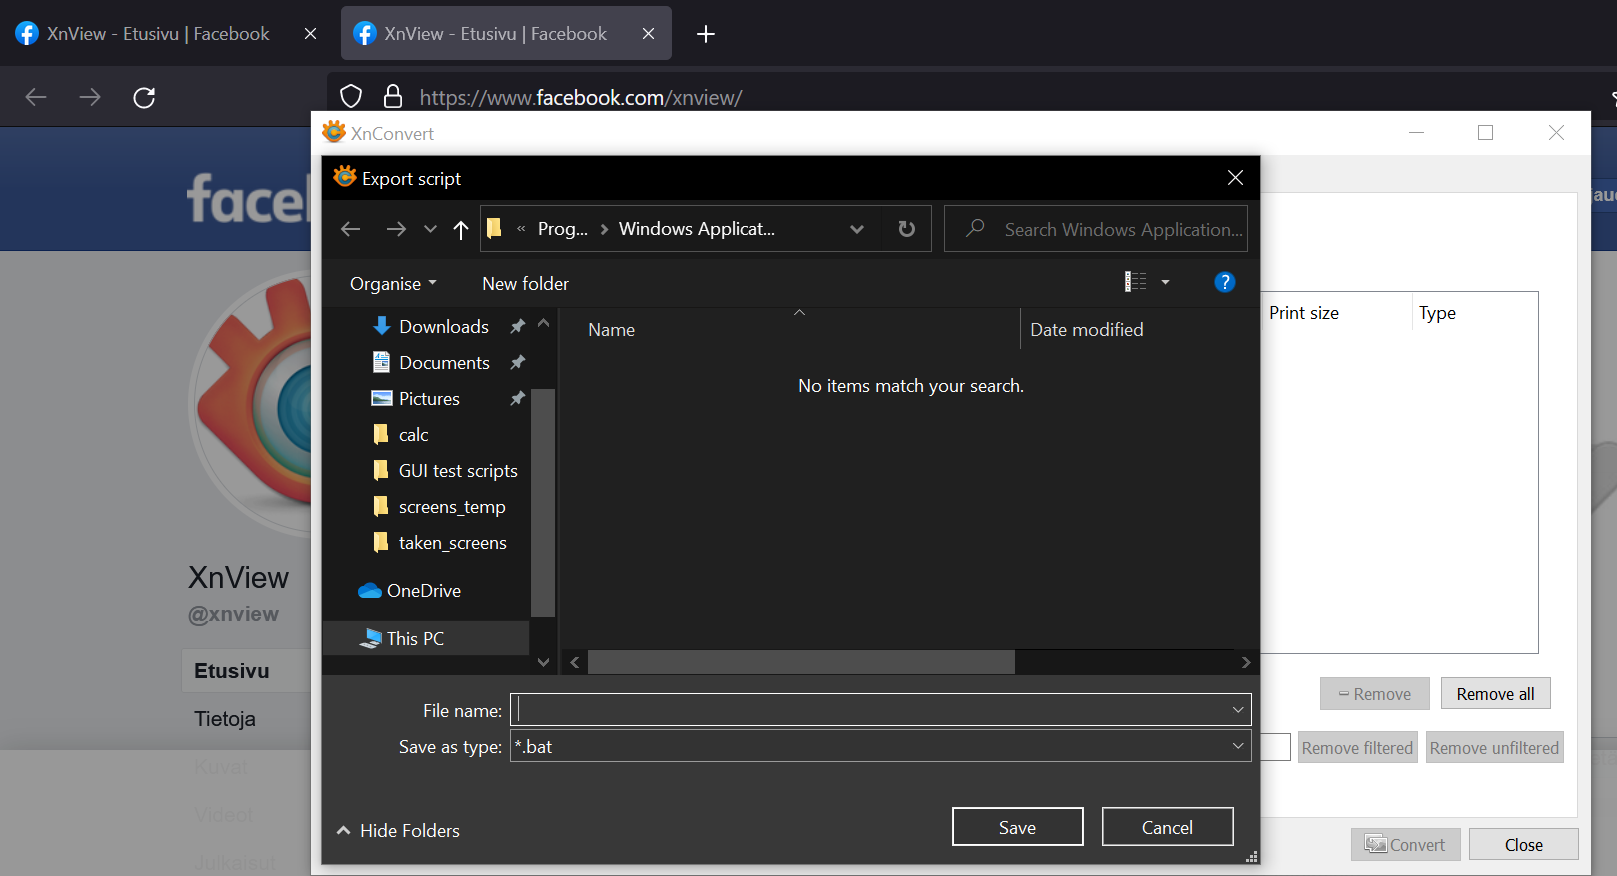 XnView - Etusivu | Facebook
XnView - Etusivu | Facebook
https://www.facebook.com/xnview/
XnConvert
Export script
« Prog... > Windows Applicat...
Search Windows Application...
Organise
New folder
?
Downloads
Documents
Pictures
calc
GUI test scripts
screens_temp
taken_screens
OneDrive
This PC
Name
Date modified
No items match your search.
File name:
Save as type:
*.bat
Hide Folders
Save
Cancel
Print size
Type
Remove
Remove all
Remove filtered
Remove unfiltered
Convert
Close
XnView
@xnview
Etusivu
Tietoja
Kuvat
Videot
Julkaisut